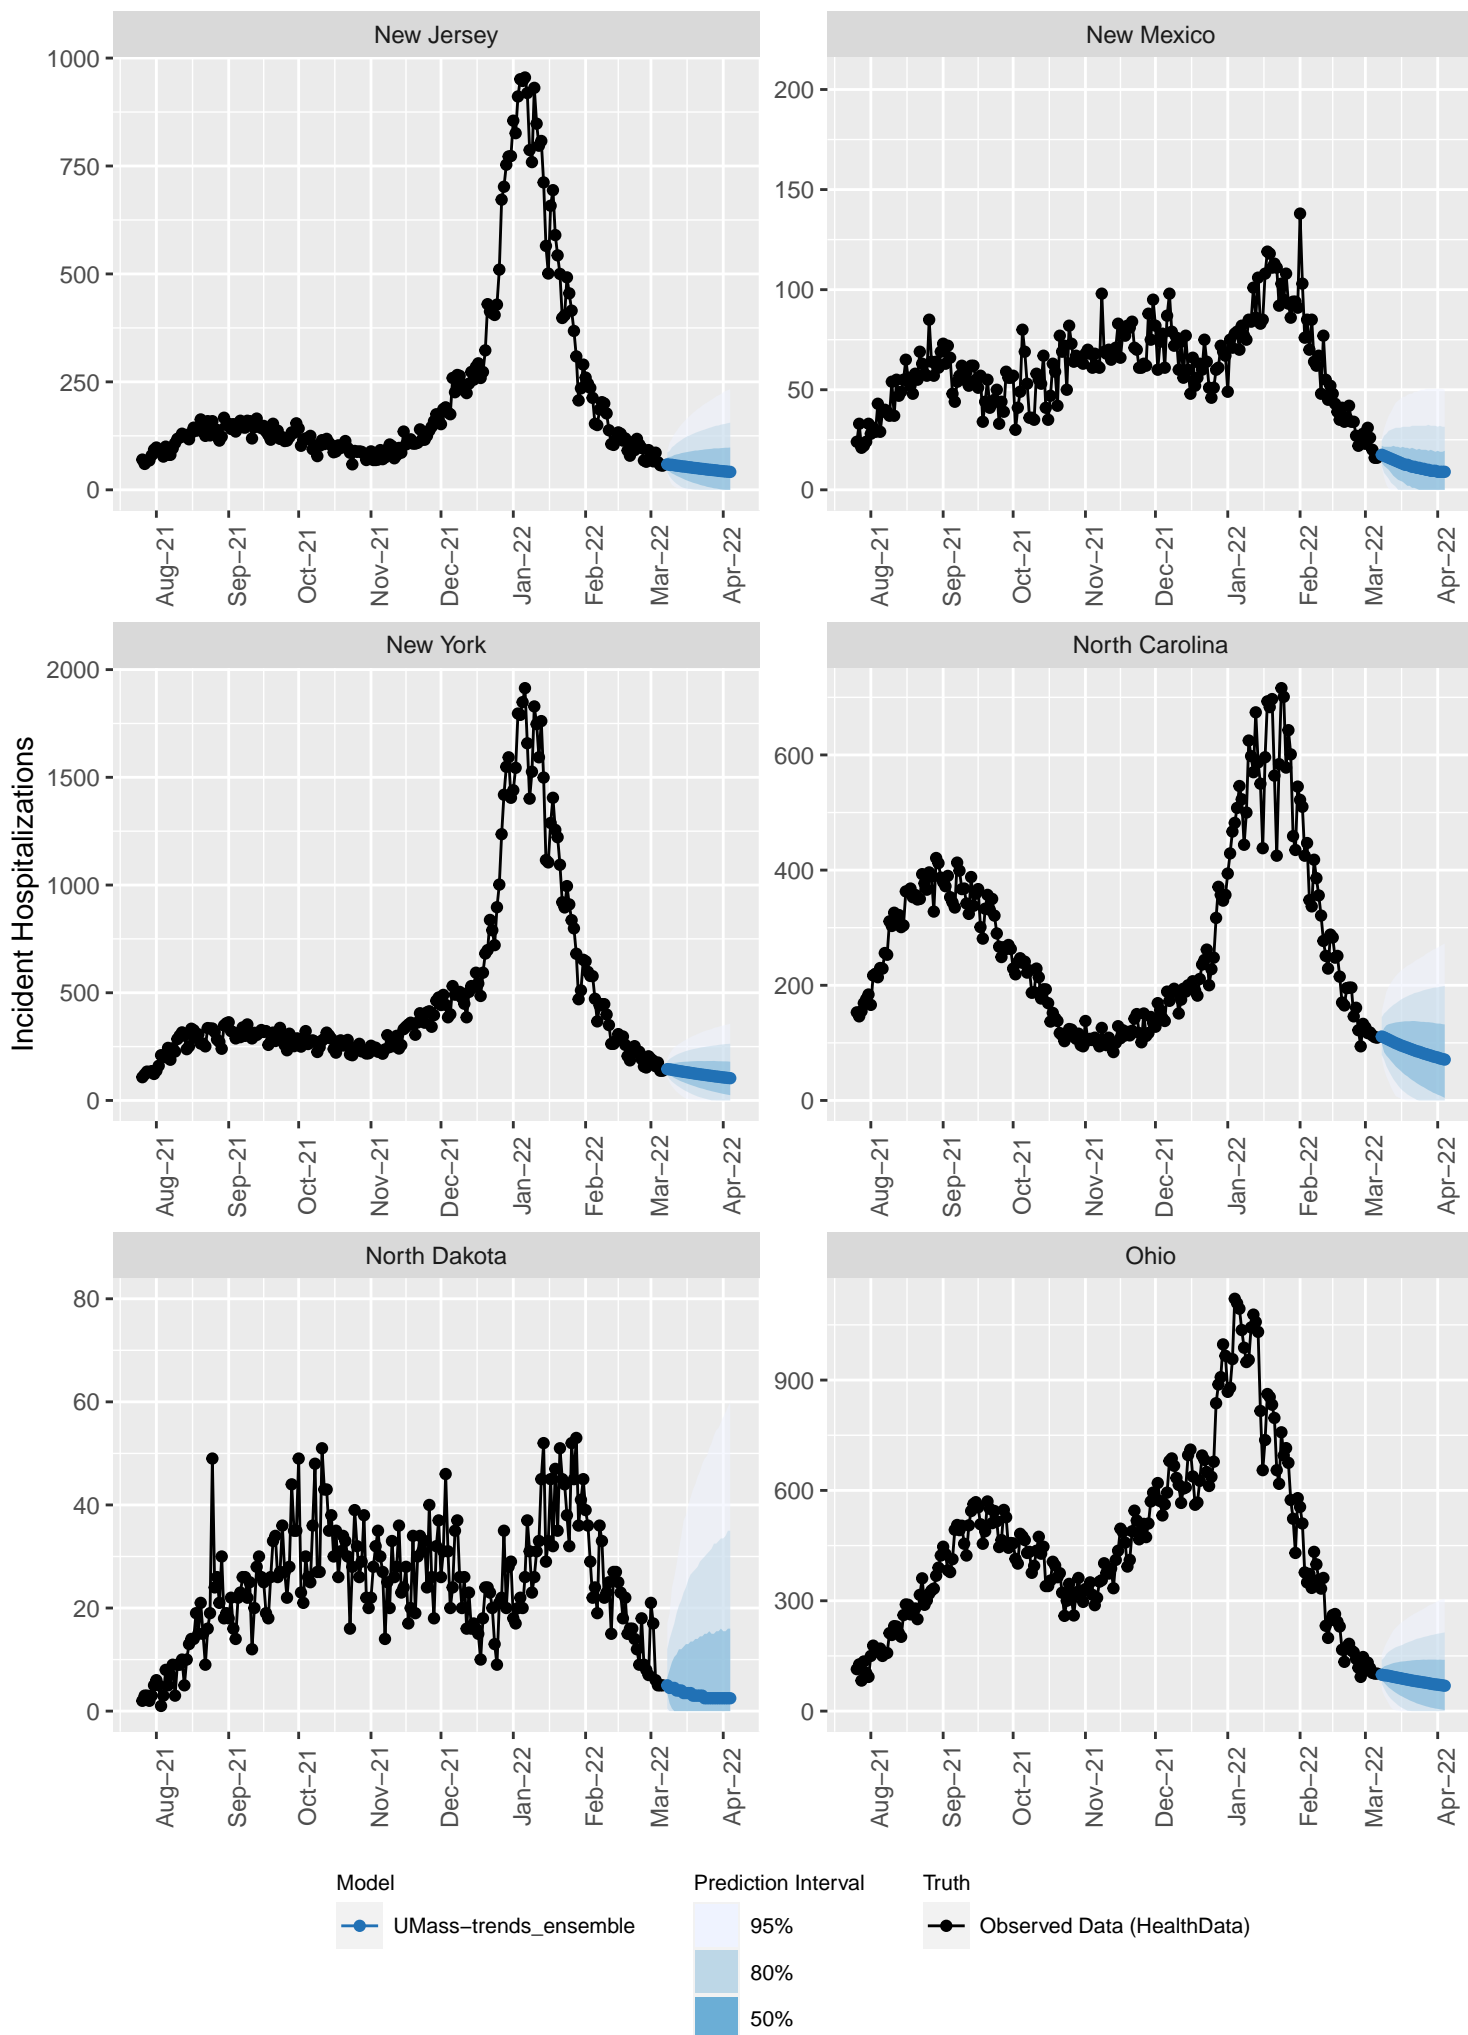 New Jersey
New Mexico
1000
750
500
250
0
200
150
100
50
0
Aug−21
Sep−21
Oct−21
Nov−21
Dec−21
Jan−22
Feb−22
Mar−22
Apr−22
Aug−21
Sep−21
Oct−21
Nov−21
Dec−21
Jan−22
Feb−22
Mar−22
Apr−22
Incident Hospitalizations
New York
North Carolina
2000
1500
1000
500
0
600
400
200
0
Aug−21
Sep−21
Oct−21
Nov−21
Dec−21
Jan−22
Feb−22
Mar−22
Apr−22
Aug−21
Sep−21
Oct−21
Nov−21
Dec−21
Jan−22
Feb−22
Mar−22
Apr−22
North Dakota
Ohio
80
60
40
20
0
900
600
300
0
Aug−21
Sep−21
Oct−21
Nov−21
Dec−21
Jan−22
Feb−22
Mar−22
Apr−22
Aug−21
Sep−21
Oct−21
Nov−21
Dec−21
Jan−22
Feb−22
Mar−22
Apr−22
Model
UMass−trends_ensemble
Prediction Interval
95%
80%
50%
Truth
Observed Data (HealthData)